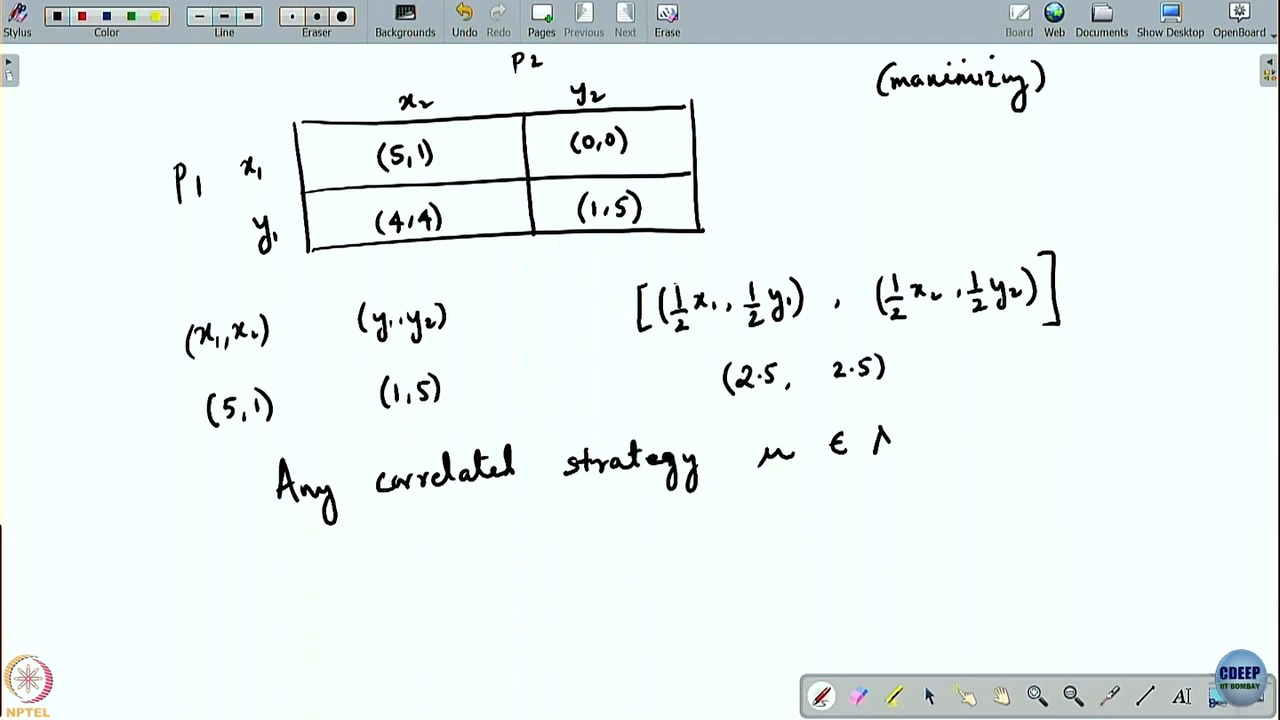 Stylus
Color
Line
Eraser
Backgrounds
Undo
Redo
Pages
Previous
Next
Erase
Board
Web
Documents
Show Desktop
OpenBoard
P2
(maximizing)
x₂ y₂
P₁ x₁ (5,1) (0,0)
y₁ (4,4) (1,5)
(x₁,x₂) (y₁,y₂) [(½x₁, ½y₁), (½x₂, ½y₂)]
(5,1) (1,5) (2.5, 2.5)
Any correlated strategy μ ∈
NPTEL
CDEEP
IIT BOMBAY